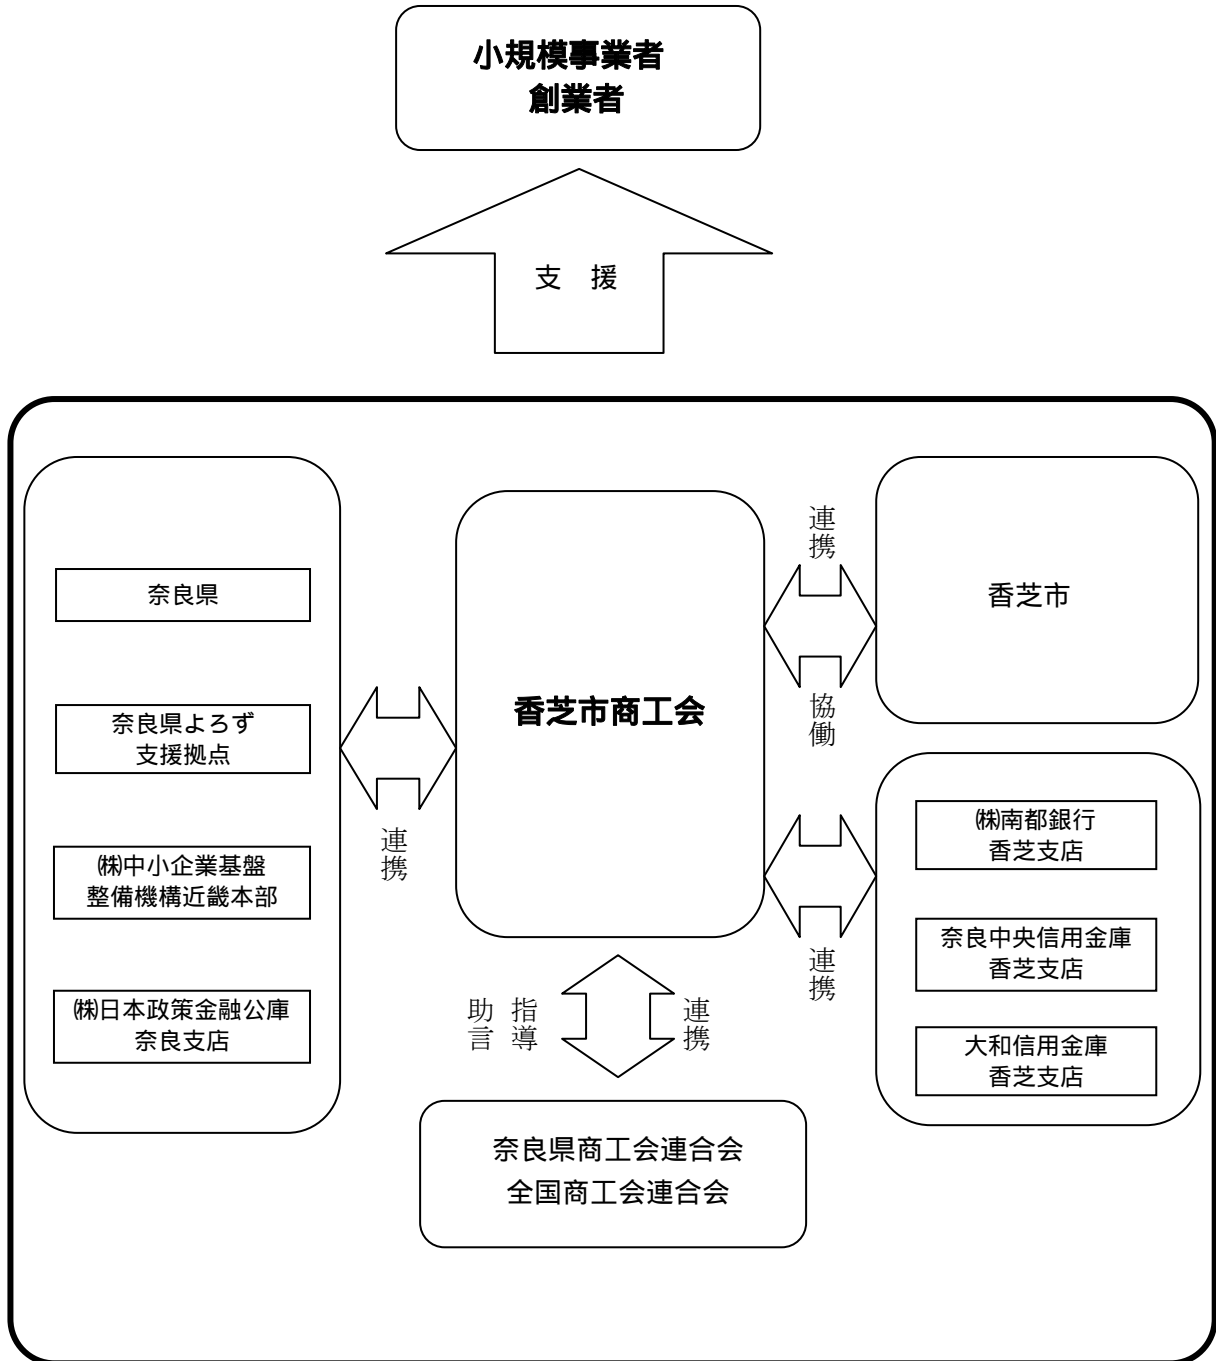 小規模事業者
創業者
支　援
奈良県
奈良県よろず
支援拠点
㈱中小企業基盤
整備機構近畿本部
㈱日本政策金融公庫
奈良支店
連携
香芝市商工会
連携
協働
香芝市
連携
㈱南都銀行
香芝支店
奈良中央信用金庫
香芝支店
大和信用金庫
香芝支店
指導
助言
連携
奈良県商工会連合会
全国商工会連合会